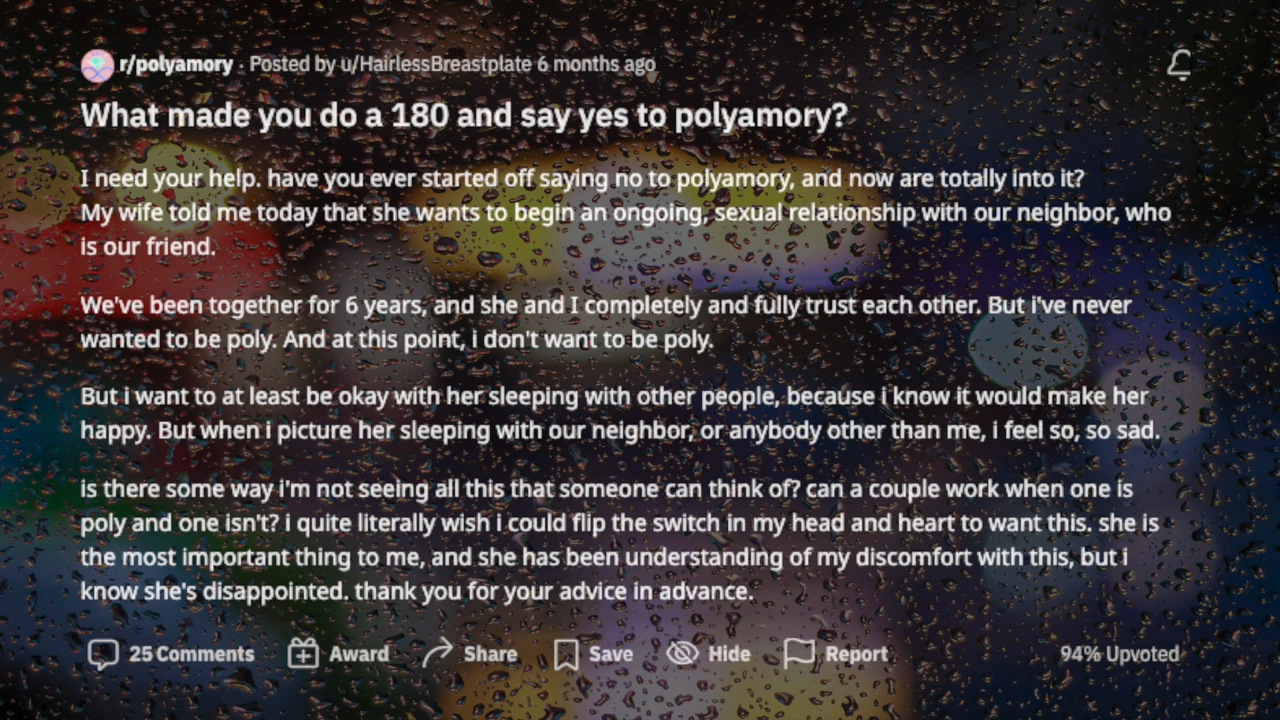 r/polyamory · Posted by u/HairlessBreastplate 6 months ago
What made you do a 180 and say yes to polyamory?
I need your help. have you ever started off saying no to polyamory, and now are totally into it?
My wife told me today that she wants to begin an ongoing, sexual relationship with our neighbor, who
is our friend.
We've been together for 6 years, and she and I completely and fully trust each other. But i've never
wanted to be poly. And at this point, i don't want to be poly.
But i want to at least be okay with her sleeping with other people, because i know it would make her
happy. But when i picture her sleeping with our neighbor, or anybody other than me, i feel so, so sad.
is there some way i'm not seeing all this that someone can think of? can a couple work when one is
poly and one isn't? i quite literally wish i could flip the switch in my head and heart to want this. she is
the most important thing to me, and she has been understanding of my discomfort with this, but i
know she's disappointed. thank you for your advice in advance.
25 Comments Award Share Save Hide Report 94% Upvoted